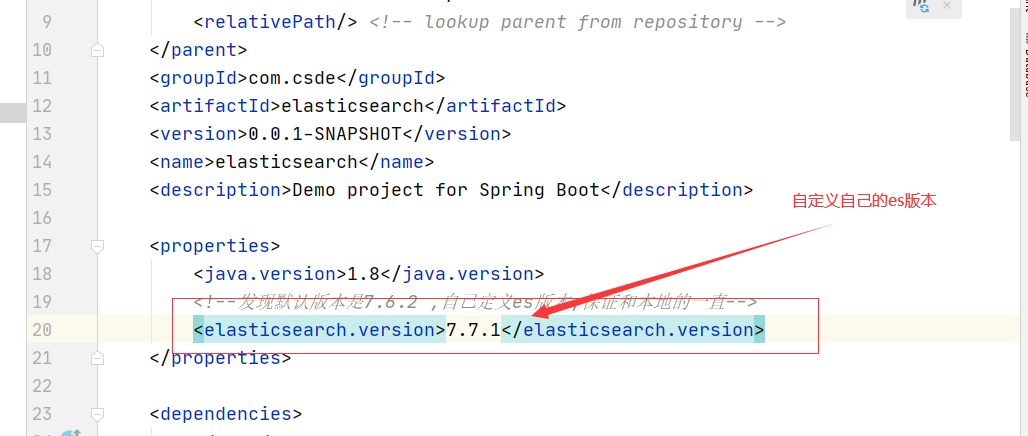 9 <relativePath/> <!-- lookup parent from repository -->
10 </parent>
11 <groupId>com.csde</groupId>
12 <artifactId>elasticsearch</artifactId>
13 <version>0.0.1-SNAPSHOT</version>
14 <name>elasticsearch</name>
15 <description>Demo project for Spring Boot</description>
16
自定义自己的es版本
17 <properties>
18 <java.version>1.8</java.version>
19 <!--发现默认版本是7.6.2 ,自己定义es版本,保证和本地的一直-->
20 <elasticsearch.version>7.7.1</elasticsearch.version>
21 </properties>
22
23 <dependencies>